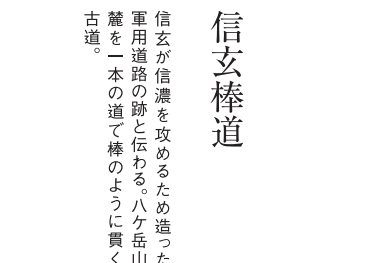 信玄棒道
信玄が信濃を攻めるため造った
軍用道路の跡と伝わる。八ケ岳山
麓を一本の道で棒のように貫く
古道。